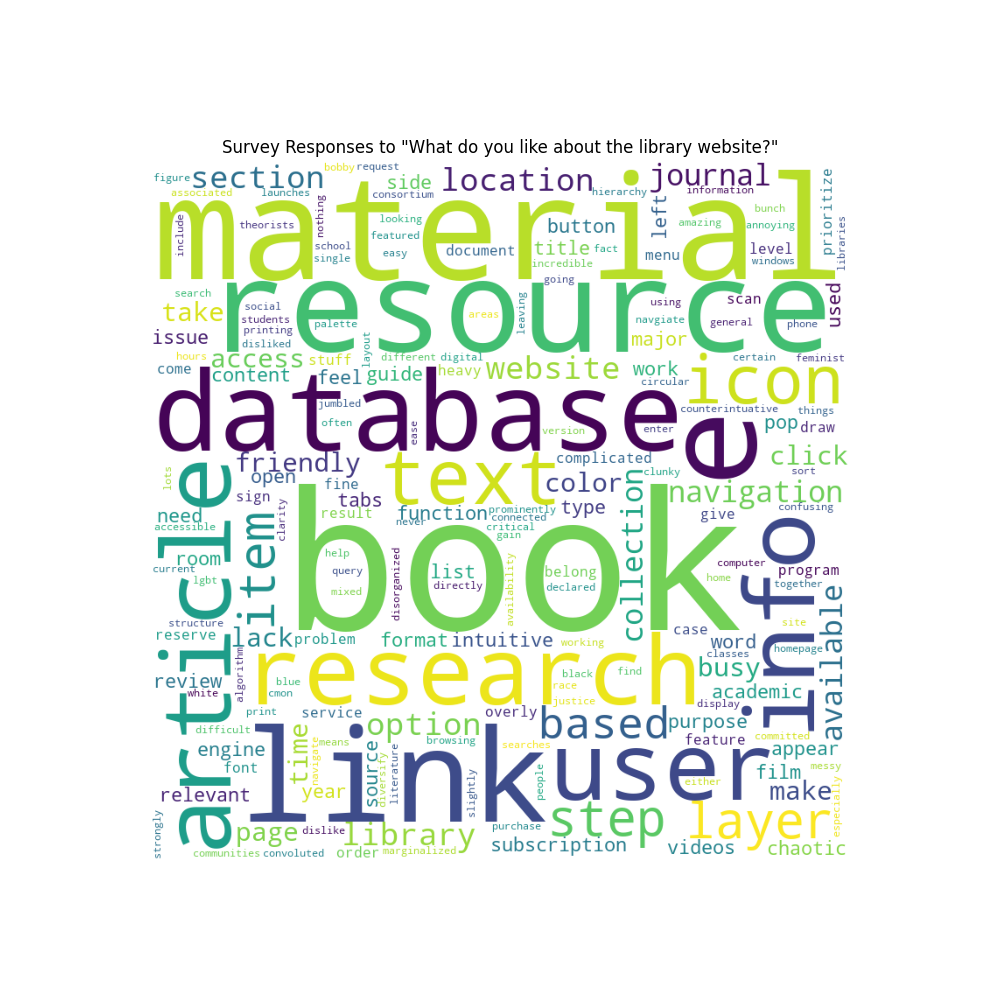 Survey Responses to "What do you like about the library website?"
figure
section
bobby
request
side
consortium
location
journal
information
hierarchy
associated
launches
material
include
theorists
nothing
looking
featured
school
single
easy
document
button
title
incredible
fact
left
menu
amazing
bunch
annoying
level
windows
prioritize
libraries
going
search
resource
take
social
students
printing
disliked
palette
areas
leaving
using
scan
navgiate
general
phone
used
issue
major
hours
come
access
content
stuff
feel
layout
different
digital
guide
heavy
website
work
circular
certain
feminist
icon
database
jumbled
often
ease
version
enter
counterintuative
things
e
pop
draw
friendly
open
lots
article
text
complicated
color
clunky
click
sort
navigation
fine
sign
tabs
clarity
type
function
prominently
connected
never
critical
gain
result
give
confusing
need
accessible
item
room
current
lgbt
book
help
query
mixed
disorganized
list
directly
availability
belong
declared
collection
computer
program
home
together
info
available
structure
reserve
lack
problem
format
intuitive
working
case
word
classes
site
homepage
review
white
algorithm
research
blue
cmon
black
race
justice
find
busy
academic
display
print
service
overly
based
purpose
feature
committed
appear
difficult
engine
font
time
navigate
means
option
source
browsing
literature
searches
link
user
slightly
people
either
film
messy
make
especially
relevant
year
diversify
step
layer
purchase
strongly
page
dislike
library
subscription
videos
chaotic
communities
convoluted
order
marginalized